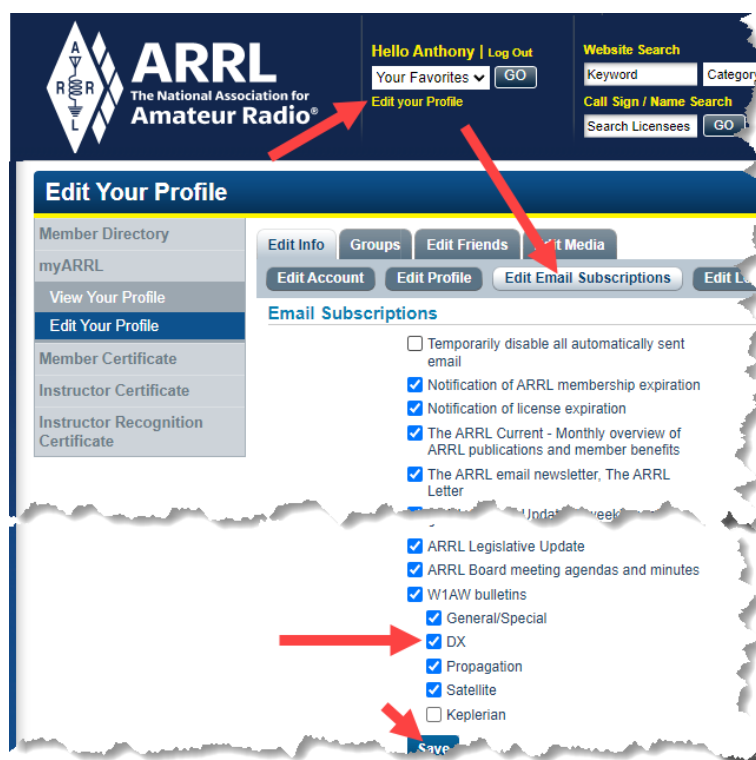 A
R R
L
ARRL
The National Association for
Amateur Radio®
Hello Anthony | Log Out
Your Favorites GO
Edit your Profile
Website Search
Keyword Category
Call Sign / Name Search
Search Licensees GO
Edit Your Profile
Member Directory
myARRL
View Your Profile
Edit Your Profile
Member Certificate
Instructor Certificate
Instructor Recognition
Certificate
Edit Info Groups Edit Friends Edit Media
Edit Account Edit Profile Edit Email Subscriptions Edit
Email Subscriptions
Temporarily disable all automatically sent
email
Notification of ARRL membership expiration
Notification of license expiration
The ARRL Current - Monthly overview of
ARRL publications and member benefits
The ARRL email newsletter, The ARRL
Letter
ARRL Legislative Update
ARRL Board meeting agendas and minutes
W1AW bulletins
General/Special
DX
Propagation
Satellite
Keplerian
Save